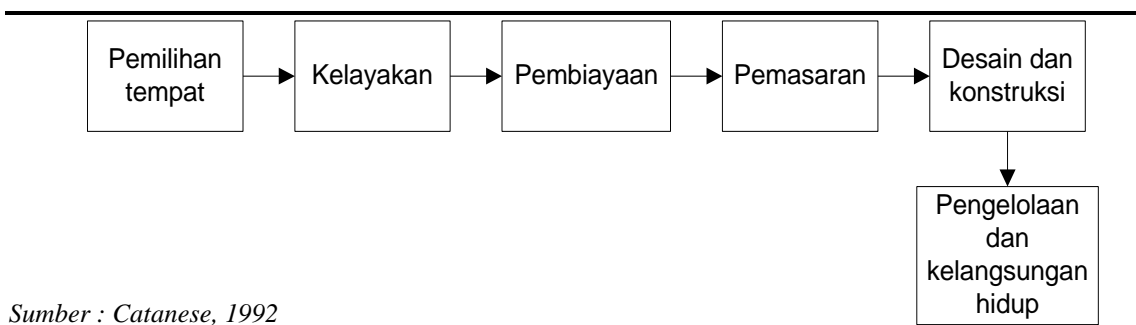 Pemilihan
tempat
Kelayakan
Pembiayaan
Pemasaran
Desain dan
konstruksi
Pengelolaan
dan
kelangsungan
hidup
Sumber : Catanese, 1992